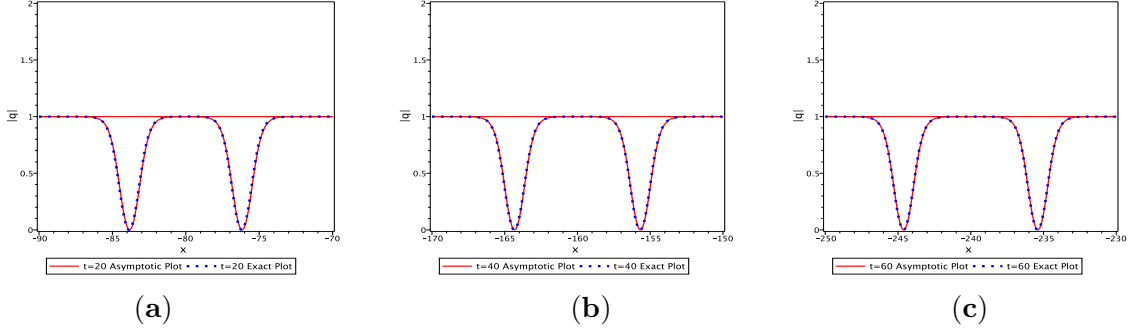 2
1.5
1
0.5
0
|q|
−90 −85 −80 −75 −70
x
t=20 Asymptotic Plot t=20 Exact Plot
(a)
2
1.5
1
0.5
0
|q|
−170 −165 −160 −155 −150
x
t=40 Asymptotic Plot t=40 Exact Plot
(b)
2
1.5
1
0.5
0
|q|
−250 −245 −240 −235 −230
x
t=60 Asymptotic Plot t=60 Exact Plot
(c)